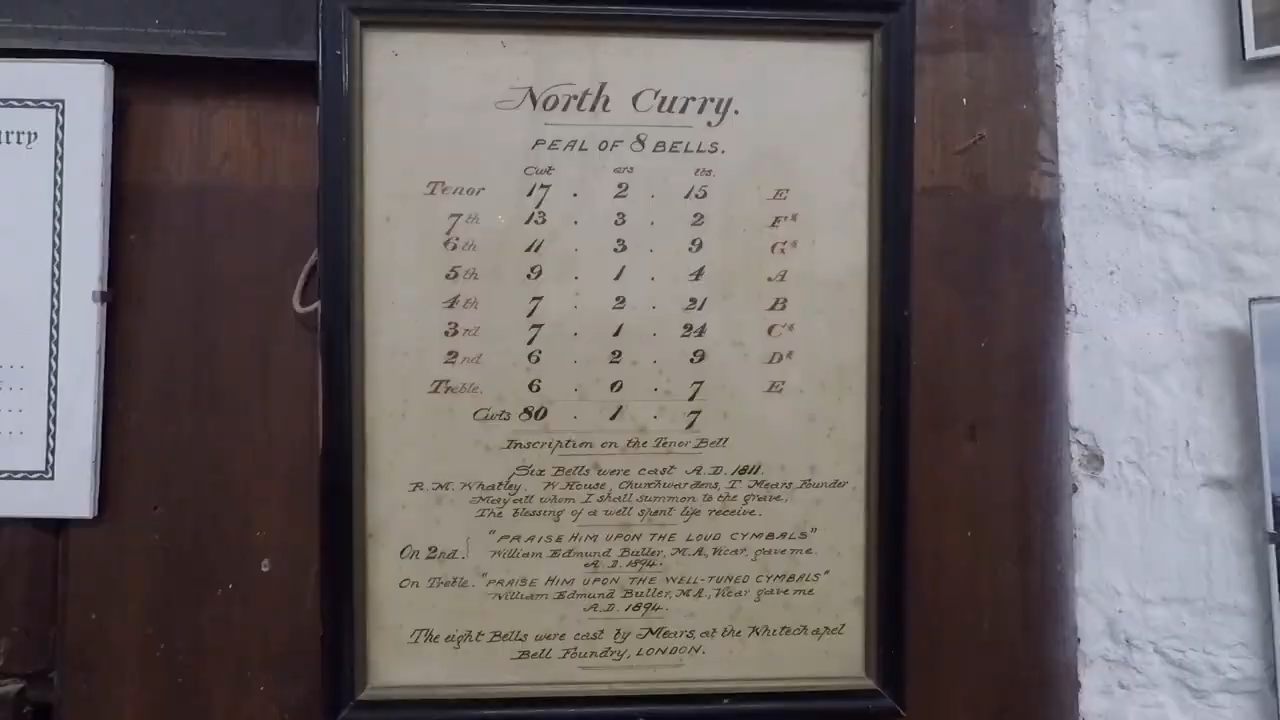 North Curry.
PEAL OF 8 BELLS.
Cwt qrs lbs.
Tenor 17 . 2 . 15 E
7th 13 . 3 . 2 F#
6th 11 . 3 . 9 G#
5th 9 . 1 . 4 A
4th 7 . 2 . 21 B
3rd 7 . 1 . 24 C#
2nd 6 . 2 . 9 D#
Treble. 6 . 0 . 7 E
Cwts 80 . 1 . 7
Inscription on the Tenor Bell
Six Bells were cast A.D. 1811.
R. M. Whatley. W House, Churchwardens, T Mears Founder
May all whom I shall summon to the grave,
The blessing of a well spent life receive.
On 2nd. { "PRAISE HIM UPON THE LOUD CYMBALS"
William Edmund Buller, M.A., Vicar, gave me.
A.D. 1894.
On Treble. "PRAISE HIM UPON THE WELL-TUNED CYMBALS"
William Edmund Buller, M.A., Vicar gave me
A.D. 1894.
The eight Bells were cast by Mears, at the Whitechapel
Bell Foundry, LONDON.